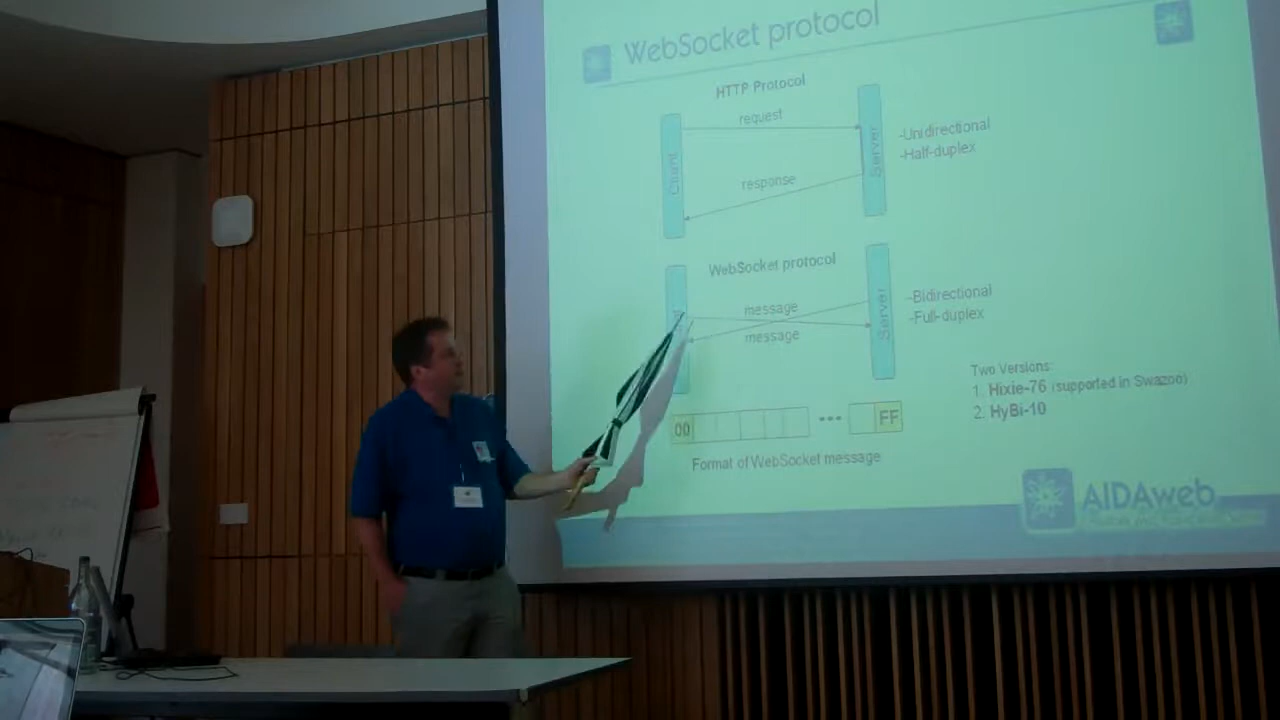 WebSocket protocol
HTTP Protocol
request
Client
Server
-Unidirectional
-Half-duplex
response
WebSocket protocol
message
message
Server
-Bidirectional
-Full-duplex
Two Versions:
1. Hixie-76 (supported in Swazoo)
2. HyBi-10
00
•••
FF
Format of WebSocket message
AIDAweb